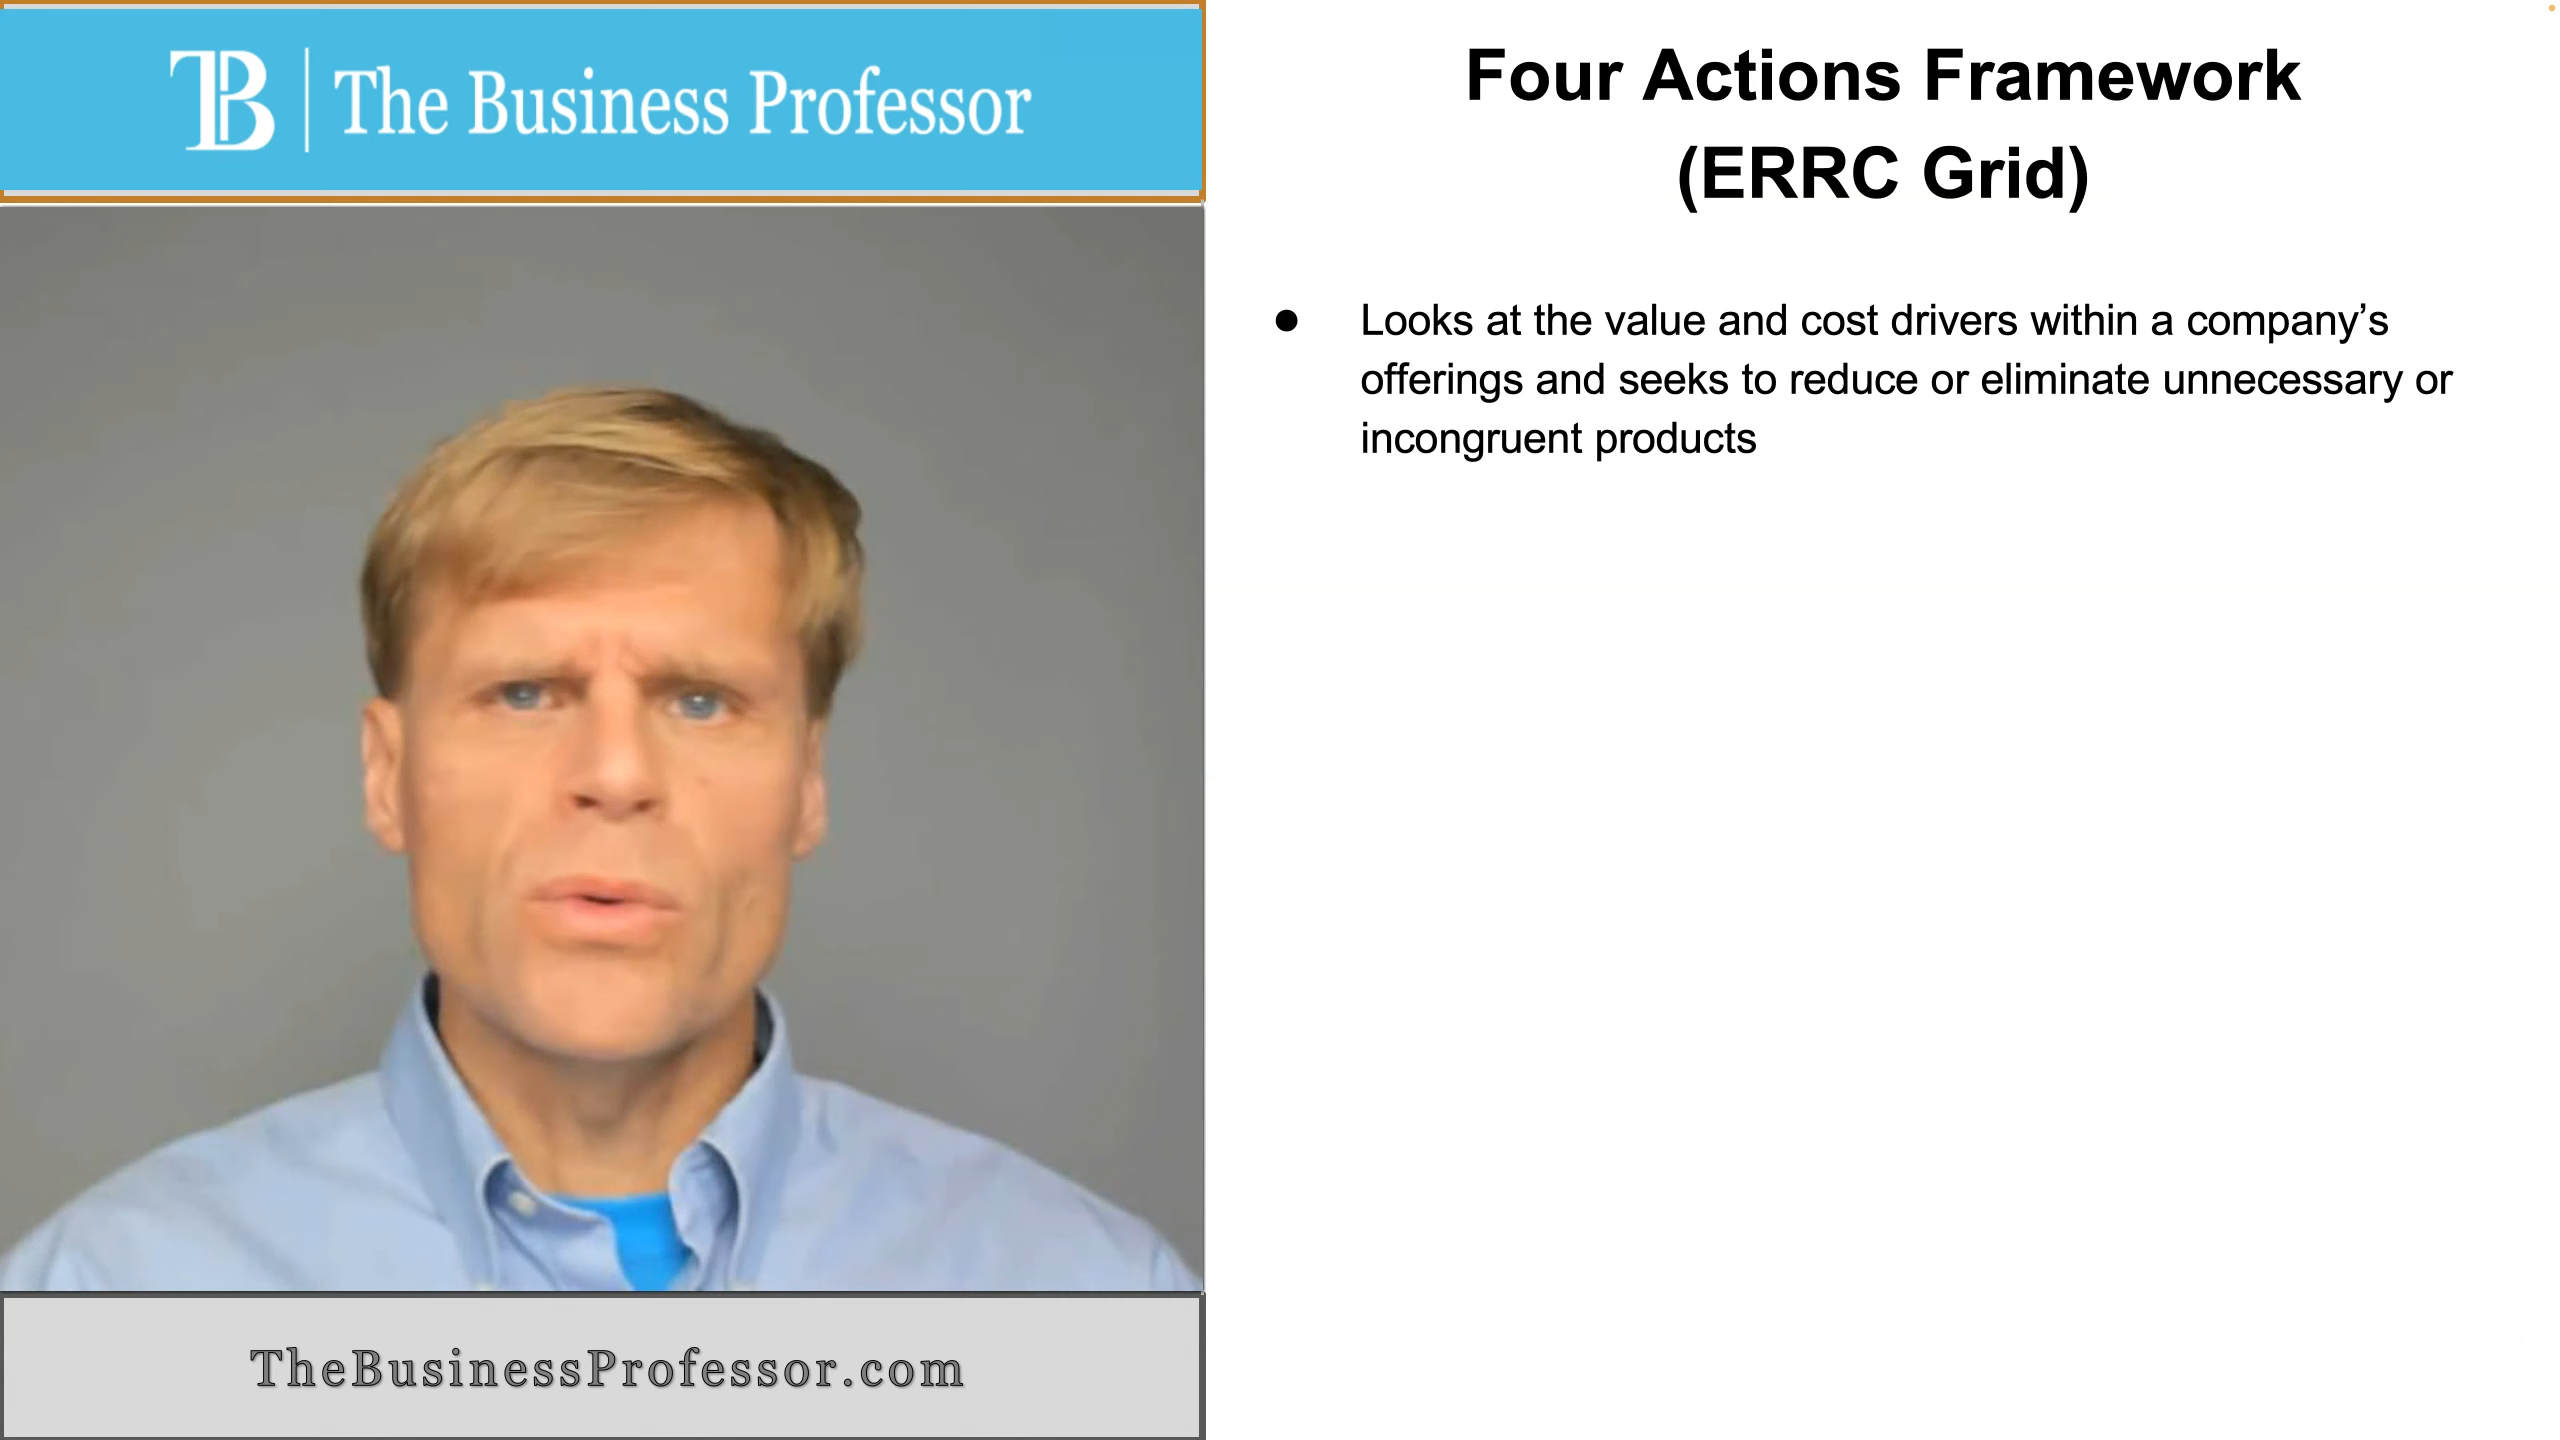 TB The Business Professor
Four Actions Framework
(ERRC Grid)
● Looks at the value and cost drivers within a company’s
offerings and seeks to reduce or eliminate unnecessary or
incongruent products
TheBusinessProfessor.com